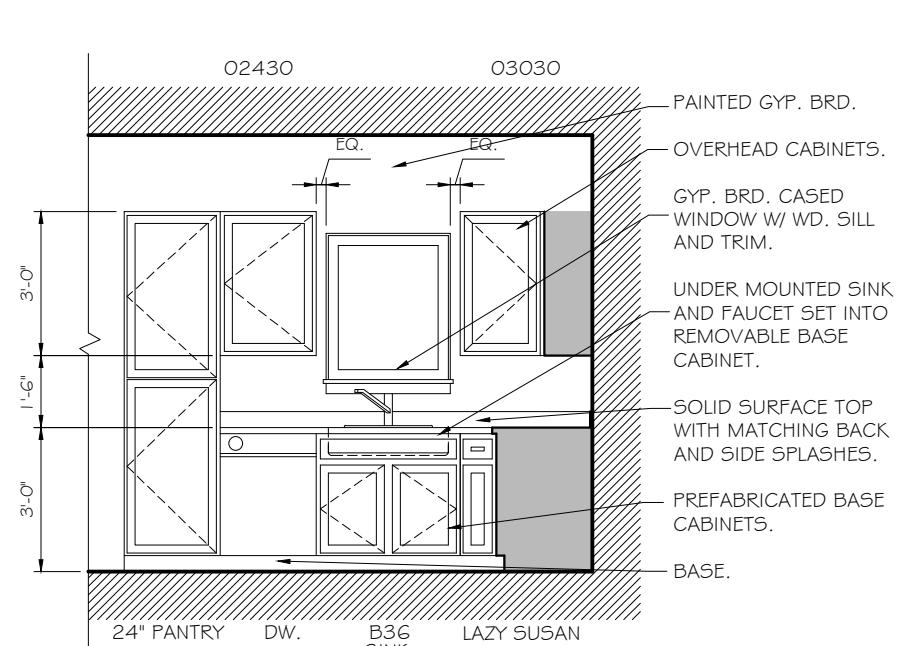 02430 03030
PAINTED GYP. BRD.
EQ. EQ.
OVERHEAD CABINETS.
GYP. BRD. CASED
WINDOW W/ WD. SILL
AND TRIM.
3'-0"
UNDER MOUNTED SINK
AND FAUCET SET INTO
REMOVABLE BASE
CABINET.
1'-6"
SOLID SURFACE TOP
WITH MATCHING BACK
AND SIDE SPLASHES.
3'-0"
PREFABRICATED BASE
CABINETS.
BASE.
24" PANTRY DW. B36 LAZY SUSAN
SINK